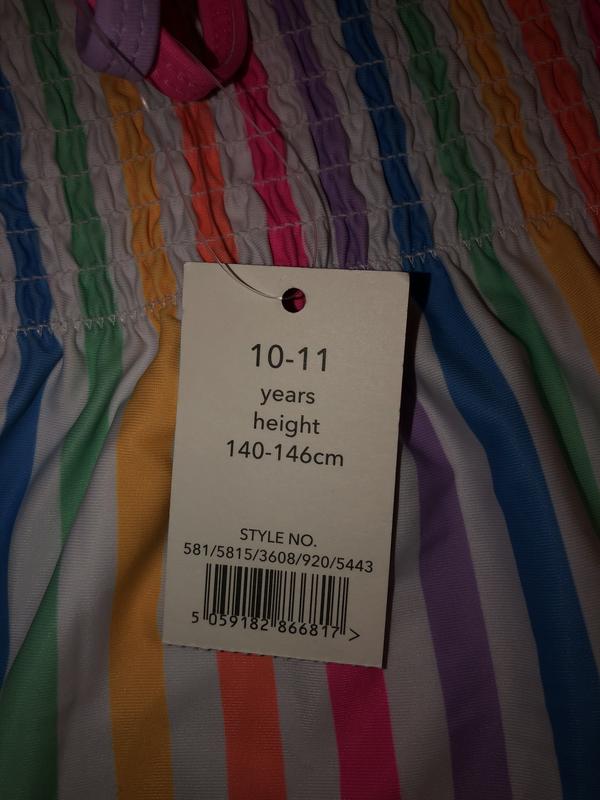 10-11
years
height
140-146cm
STYLE NO.
581/5815/3608/920/5443
5 059182 866817 >